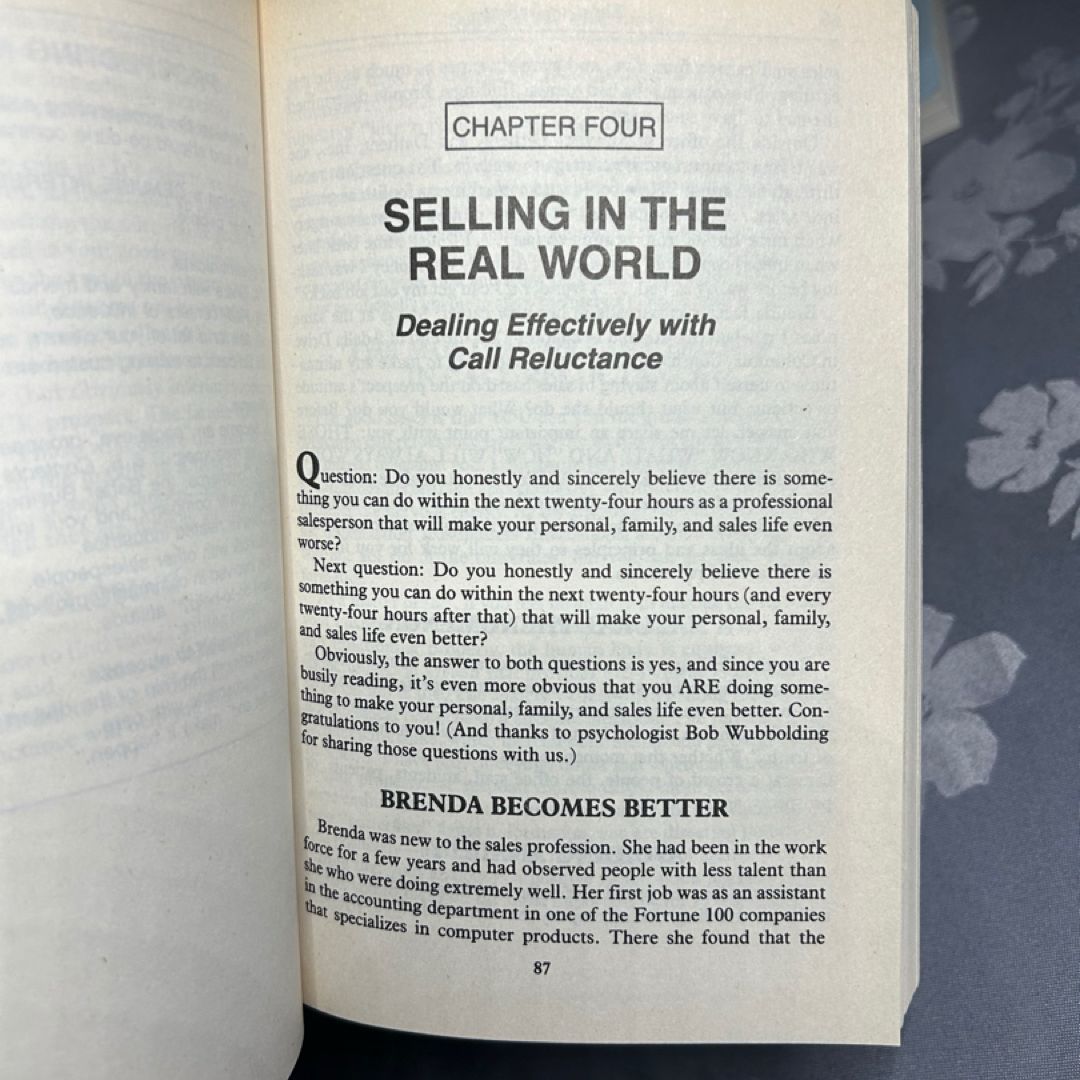 CHAPTER FOUR
SELLING IN THE
REAL WORLD
Dealing Effectively with
Call Reluctance
Question: Do you honestly and sincerely believe there is some-
thing you can do within the next twenty-four hours as a professional
salesperson that will make your personal, family, and sales life even
worse?
Next question: Do you honestly and sincerely believe there is
something you can do within the next twenty-four hours (and every
twenty-four hours after that) that will make your personal, family,
and sales life even better?
Obviously, the answer to both questions is yes, and since you are
busily reading, it's even more obvious that you ARE doing some-
thing to make your personal, family, and sales life even better. Con-
gratulations to you! (And thanks to psychologist Bob Wubbolding
for sharing those questions with us.)
BRENDA BECOMES BETTER
Brenda was new to the sales profession. She had been in the work
force for a few years and had observed people with less talent than
she who were doing extremely well. Her first job was as an assistant
in the accounting department in one of the Fortune 100 companies
that specializes in computer products. There she found that the
87